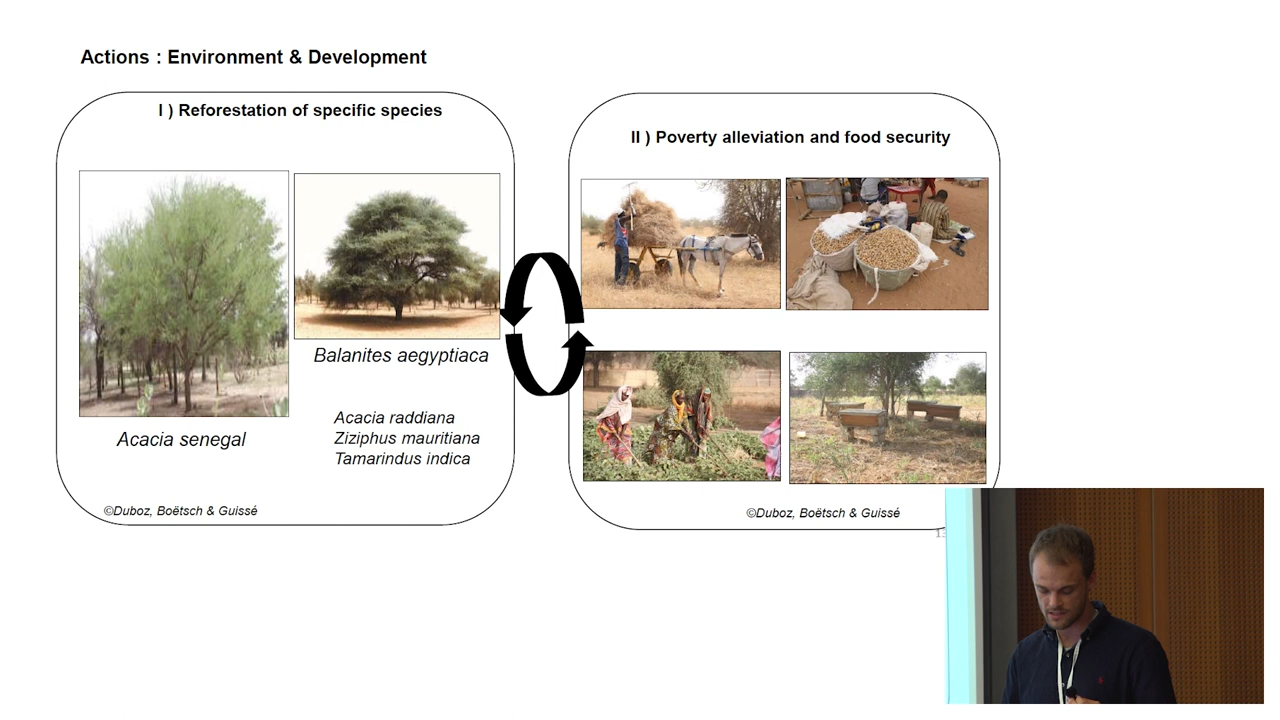 Actions : Environment & Development
I ) Reforestation of specific species
II ) Poverty alleviation and food security
Balanites aegyptiaca
Acacia senegal
Acacia raddiana
Ziziphus mauritiana
Tamarindus indica
©Duboz, Boëtsch & Guissé
©Duboz, Boëtsch & Guissé